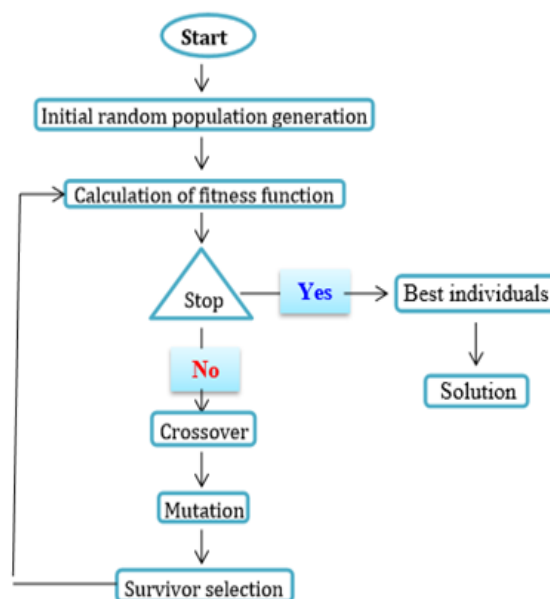 Start
Initial random population generation
Calculation of fitness function
Stop
Yes
Best individuals
Solution
No
Crossover
Mutation
Survivor selection